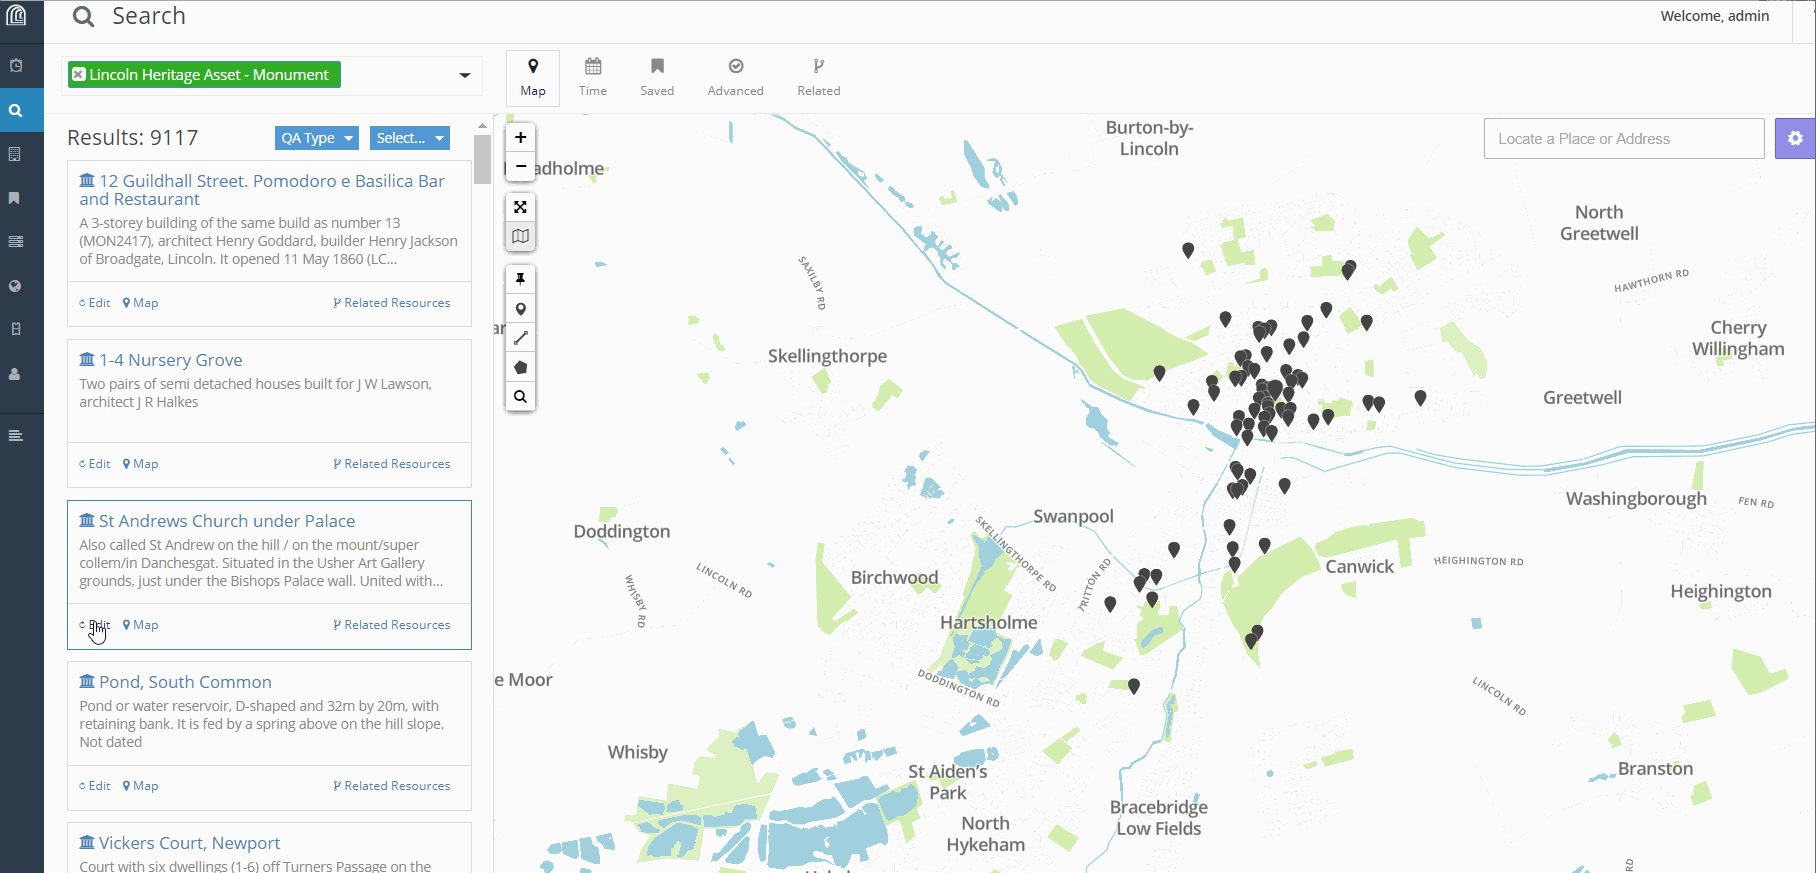 Search
Welcome, admin
Lincoln Heritage Asset - Monument
Map
Time
Saved
Advanced
Related
Results: 9117
QA Type
Select...
12 Guildhall Street. Pomodoro e Basilica Bar
and Restaurant
A 3-storey building of the same build as number 13
(MON2417), architect Henry Goddard, builder Henry Jackson
of Broadgate, Lincoln. It opened 11 May 1860 (LC...
Edit Map Related Resources
1-4 Nursery Grove
Two pairs of semi detached houses built for J W Lawson,
architect J R Halkes
Edit Map Related Resources
St Andrews Church under Palace
Also called St Andrew on the hill / on the mount/super
collem/in Danchesgat. Situated in the Usher Art Gallery
grounds, just under the Bishops Palace wall. United with...
Edit Map Related Resources
Pond, South Common
Pond or water reservoir, D-shaped and 32m by 20m, with
retaining bank. It is fed by a spring above on the hill slope.
Not dated
Edit Map Related Resources
Vickers Court, Newport
Court with six dwellings (1-6) off Turners Passage on the
+
−
Locate a Place or Address
Burton-by-
Lincoln
adholme
North
Greetwell
SAXILBY RD
HAWTHORN RD
ar
Skellingthorpe
Cherry
Willingham
Greetwell
Washingborough
FEN RD
Doddington
Swanpool
SKELLINGTHORPE RD
LINCOLN RD
WHISBY RD
Birchwood
TRITTON RD
Canwick
HEIGHINGTON RD
Heighington
Hartsholme
e Moor
DODDINGTON RD
LINCOLN RD
Whisby
St Aiden's
Park
Branston
Bracebridge
Low Fields
North
Hykeham
RD